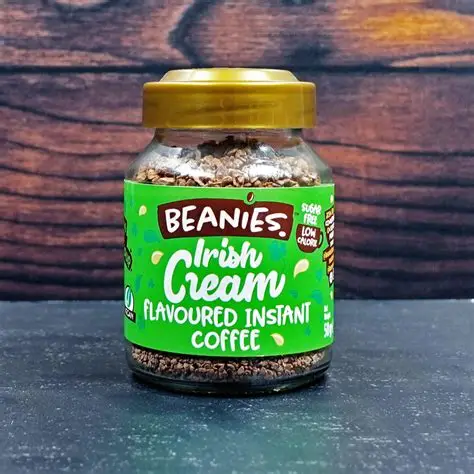 BEANIES
SUGAR
FREE
LOW
CALORIE
Irish
Cream
FLAVOURED INSTANT
COFFEE